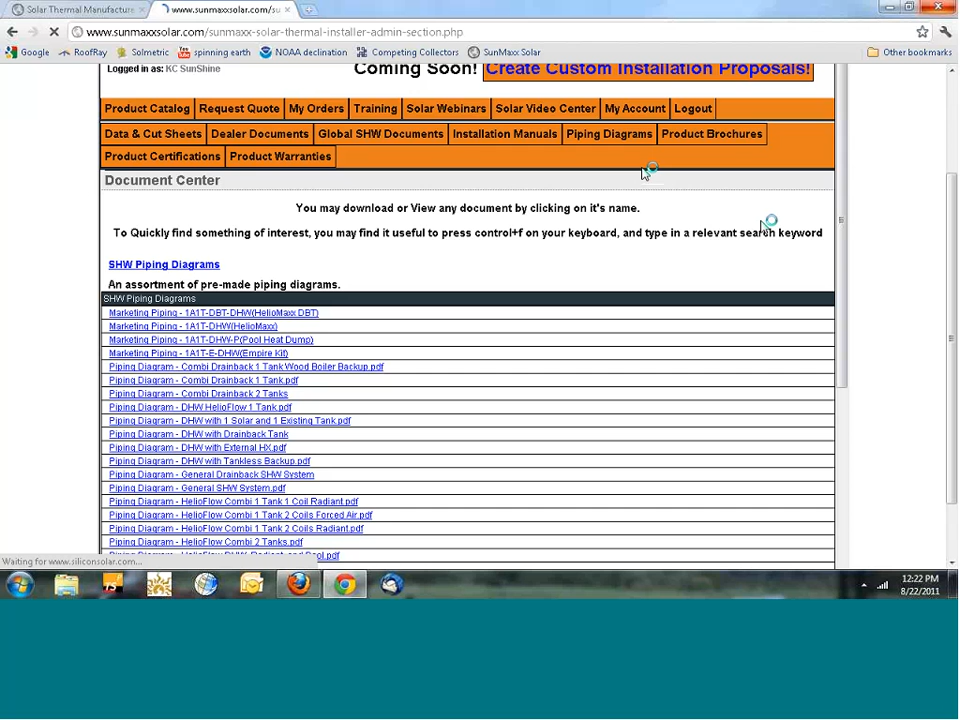 Solar Thermal Manufacture
www.sunmaxxsolar.com/su
www.sunmaxxsolar.com/sunmaxx-solar-thermal-installer-admin-section.php
Google RoofRay Solmetric spinning earth NOAA declination Competing Collectors SunMaxx Solar Other bookmarks
Logged in as: KC SunShine
Coming Soon! Create Custom Installation Proposals!
Product Catalog Request Quote My Orders Training Solar Webinars Solar Video Center My Account Logout
Data & Cut Sheets Dealer Documents Global SHW Documents Installation Manuals Piping Diagrams Product Brochures
Product Certifications Product Warranties
Document Center
You may download or View any document by clicking on it's name.
To Quickly find something of interest, you may find it useful to press control+f on your keyboard, and type in a relevant search keyword
SHW Piping Diagrams
An assortment of pre-made piping diagrams.
SHW Piping Diagrams
Marketing Piping - 1A1T-DBT-DHW(HelioMaxx DBT)
Marketing Piping - 1A1T-DHW(HelioMaxx)
Marketing Piping - 1A1T-DHW-P(Pool Heat Dump)
Marketing Piping - 1A1T-E-DHW(Empire Kit)
Piping Diagram - Combi Drainback 1 Tank Wood Boiler Backup.pdf
Piping Diagram - Combi Drainback 1 Tank.pdf
Piping Diagram - Combi Drainback 2 Tanks
Piping Diagram - DHW HelioFlow 1 Tank.pdf
Piping Diagram - DHW with 1 Solar and 1 Existing Tank.pdf
Piping Diagram - DHW with Drainback Tank
Piping Diagram - DHW with External HX.pdf
Piping Diagram - DHW with Tankless Backup.pdf
Piping Diagram - General Drainback SHW System
Piping Diagram - General SHW System.pdf
Piping Diagram - HelioFlow Combi 1 Tank 1 Coil Radiant.pdf
Piping Diagram - HelioFlow Combi 1 Tank 2 Coils Forced Air.pdf
Piping Diagram - HelioFlow Combi 1 Tank 2 Coils Radiant.pdf
Piping Diagram - HelioFlow Combi 2 Tanks.pdf
Piping Diagram - HelioFlow DHW, Radiant, and Pool.pdf
Waiting for www.siliconsolar.com...
12:22 PM
8/22/2011